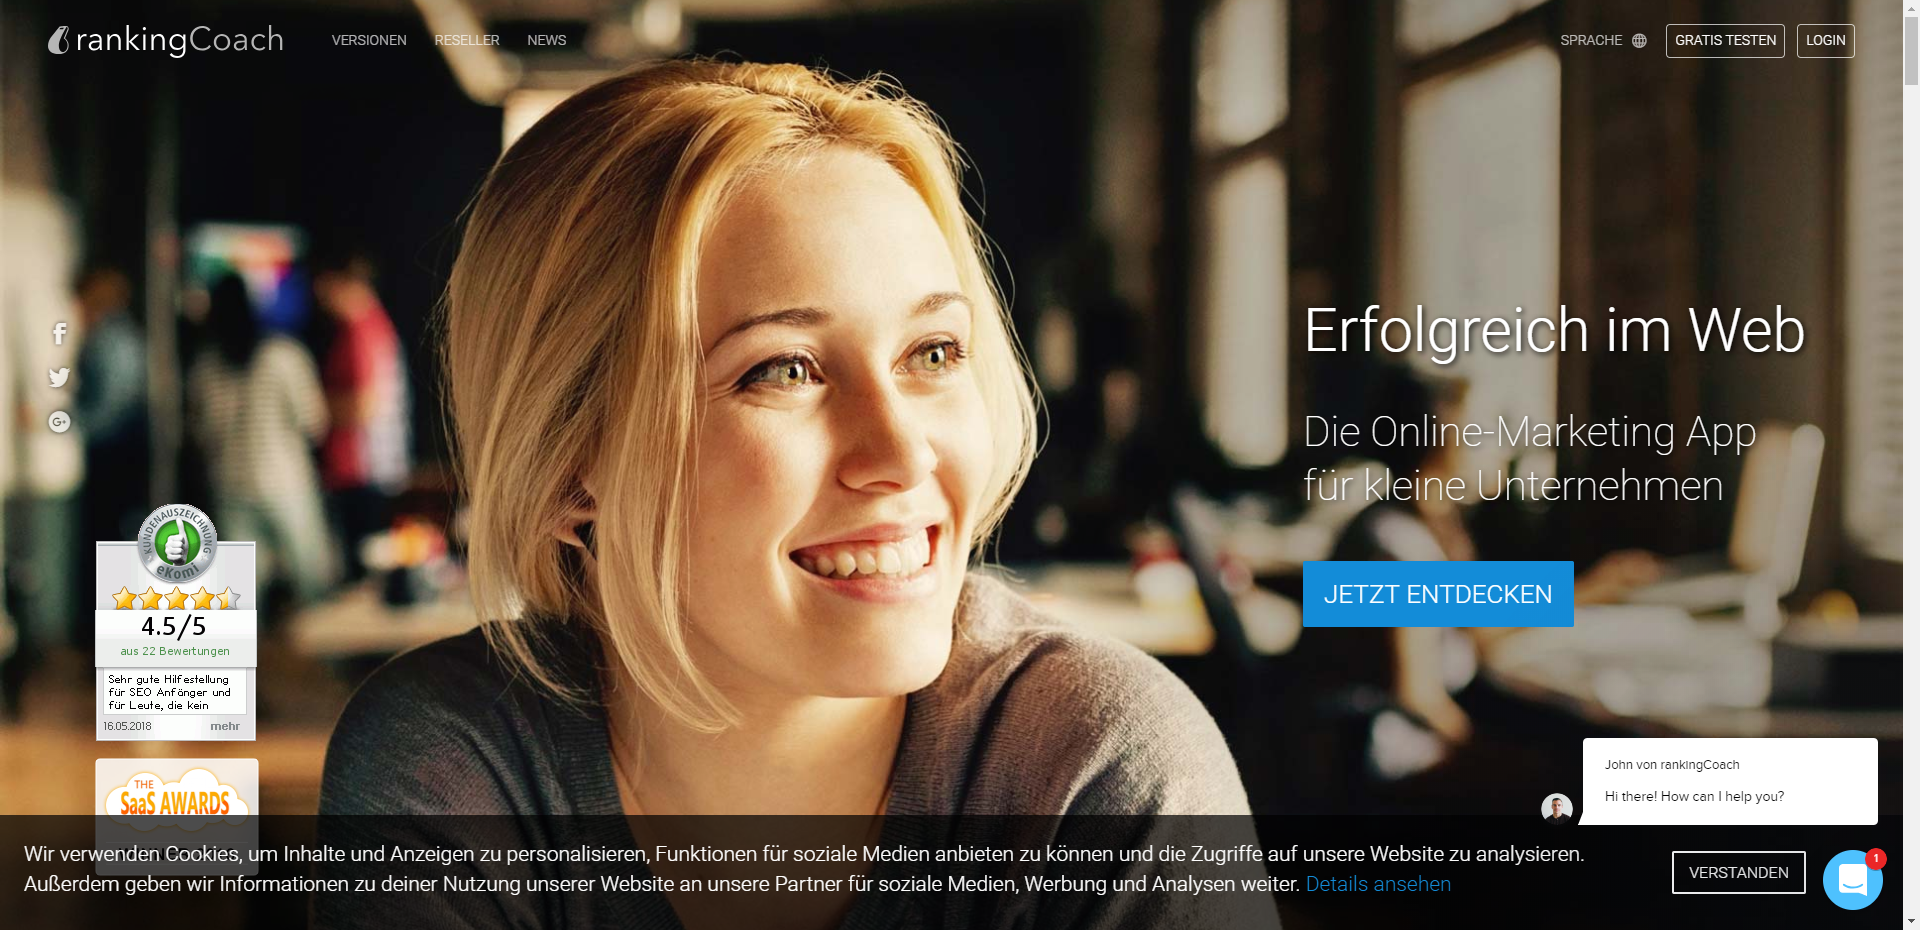 rankingCoach
VERSIONEN
RESELLER
NEWS
SPRACHE
GRATIS TESTEN
LOGIN
Erfolgreich im Web
Die Online-Marketing App
für kleine Unternehmen
JETZT ENTDECKEN
KUNDENAUSZEICHNUNG
eKomi
4.5/5
aus 22 Bewertungen
Sehr gute Hilfestellung
für SEO Anfänger und
für Leute, die kein
16.05.2018
mehr
THE
SaaS AWARDS
John von rankingCoach
Hi there! How can I help you?
Wir verwenden Cookies, um Inhalte und Anzeigen zu personalisieren, Funktionen für soziale Medien anbieten zu können und die Zugriffe auf unsere Website zu analysieren.
Außerdem geben wir Informationen zu deiner Nutzung unserer Website an unsere Partner für soziale Medien, Werbung und Analysen weiter. Details ansehen
VERSTANDEN
1
G+